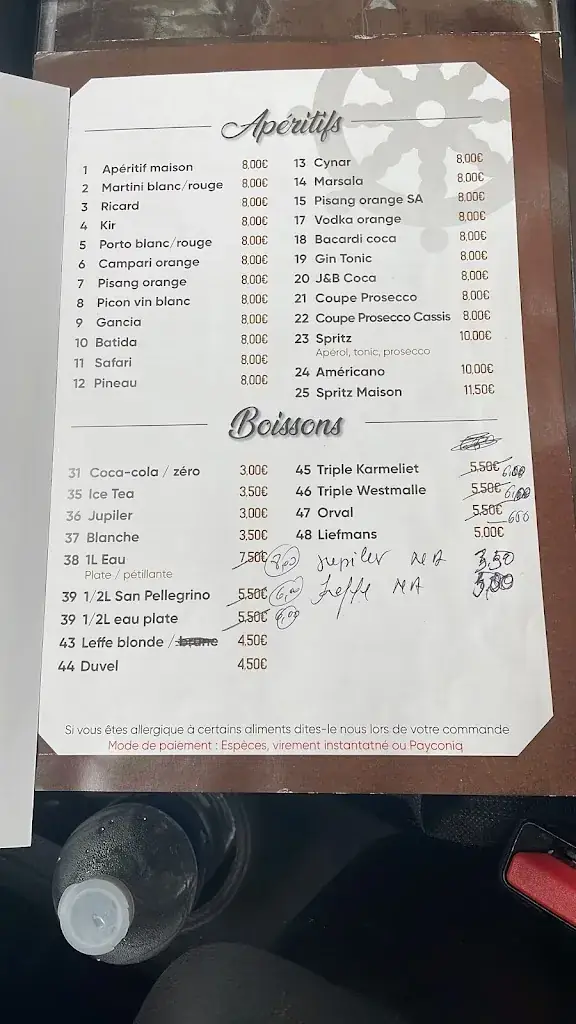 Apéritifs
1 Apéritif maison 8,00€
2 Martini blanc/rouge 8,00€
3 Ricard 8,00€
4 Kir 8,00€
5 Porto blanc/rouge 8,00€
6 Campari orange 8,00€
7 Pisang orange 8,00€
8 Picon vin blanc 8,00€
9 Gancia 8,00€
10 Batida 8,00€
11 Safari 8,00€
12 Pineau 8,00€
13 Cynar 8,00€
14 Marsala 8,00€
15 Pisang orange SA 8,00€
17 Vodka orange 8,00€
18 Bacardi coca 8,00€
19 Gin Tonic 8,00€
20 J&B Coca 8,00€
21 Coupe Prosecco 8,00€
22 Coupe Prosecco Cassis 8,00€
23 Spritz 10,00€
Apérol, tonic, prosecco
24 Américano 10,00€
25 Spritz Maison 11,50€
Boissons
31 Coca-cola / zéro 3,00€
35 Ice Tea 3,50€
36 Jupiler 3,00€
37 Blanche 3,50€
38 1L Eau 7,50€ 8,00
Plate / pétillante
39 1/2L San Pellegrino 5,50€ 6,00
39 1/2L eau plate 5.50€ 6,00
43 Leffe blonde / brune 4,50€
44 Duvel 4,50€
45 Triple Karmeliet 5.50€ 6,00
46 Triple Westmalle 5.50€ 6,00
47 Orval 5.50€ 600
48 Liefmans 5.00€
Jupiler NA 3,50
Leffe NA 5,00
Si vous êtes allergique à certains aliments dites-le nous lors de votre commande
Mode de paiement : Espèces, virement instantatné ou Payconiq